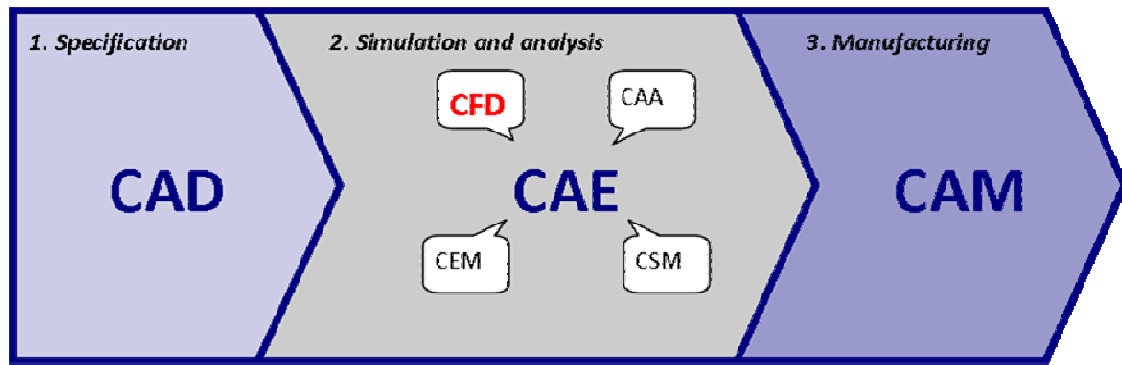 1. Specification
2. Simulation and analysis
3. Manufacturing
CFD
CAA
CAD
CAE
CAM
CEM
CSM